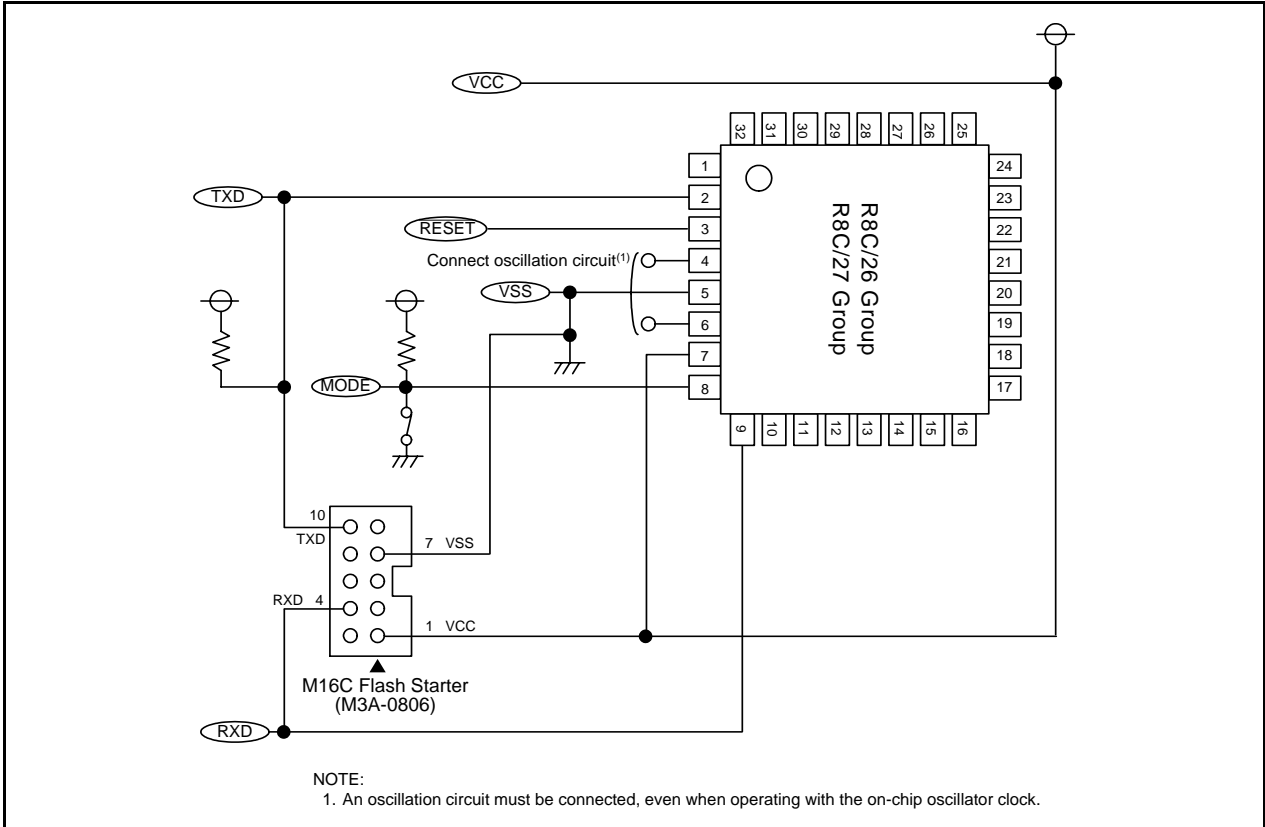 VCC
32 31 30 29 28 27 26 25
1
2
3
4
5
6
7
8
24
23
22
21
20
19
18
17
9 10 11 12 13 14 15 16
R8C/26 Group
R8C/27 Group
TXD
RESET
Connect oscillation circuit(1)
VSS
MODE
10
TXD
7 VSS
RXD 4
1 VCC
M16C Flash Starter
(M3A-0806)
RXD
NOTE:
1. An oscillation circuit must be connected, even when operating with the on-chip oscillator clock.